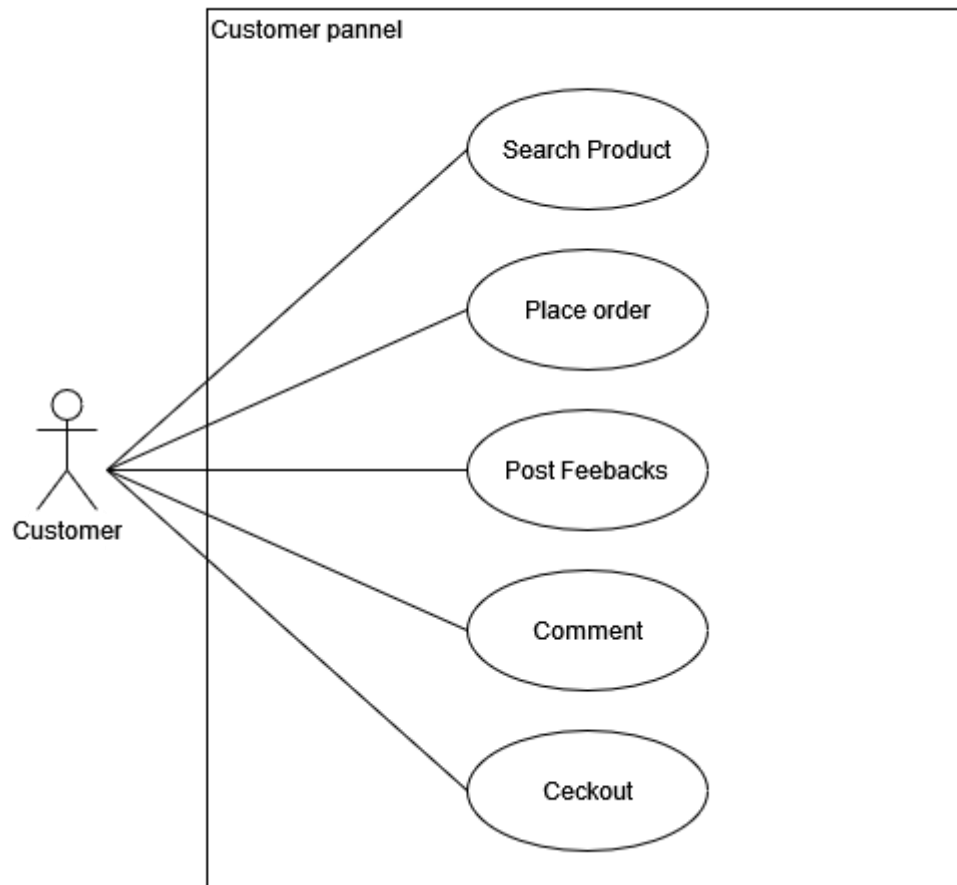 Customer pannel
Search Product
Place order
Post Feebacks
Customer
Comment
Ceckout